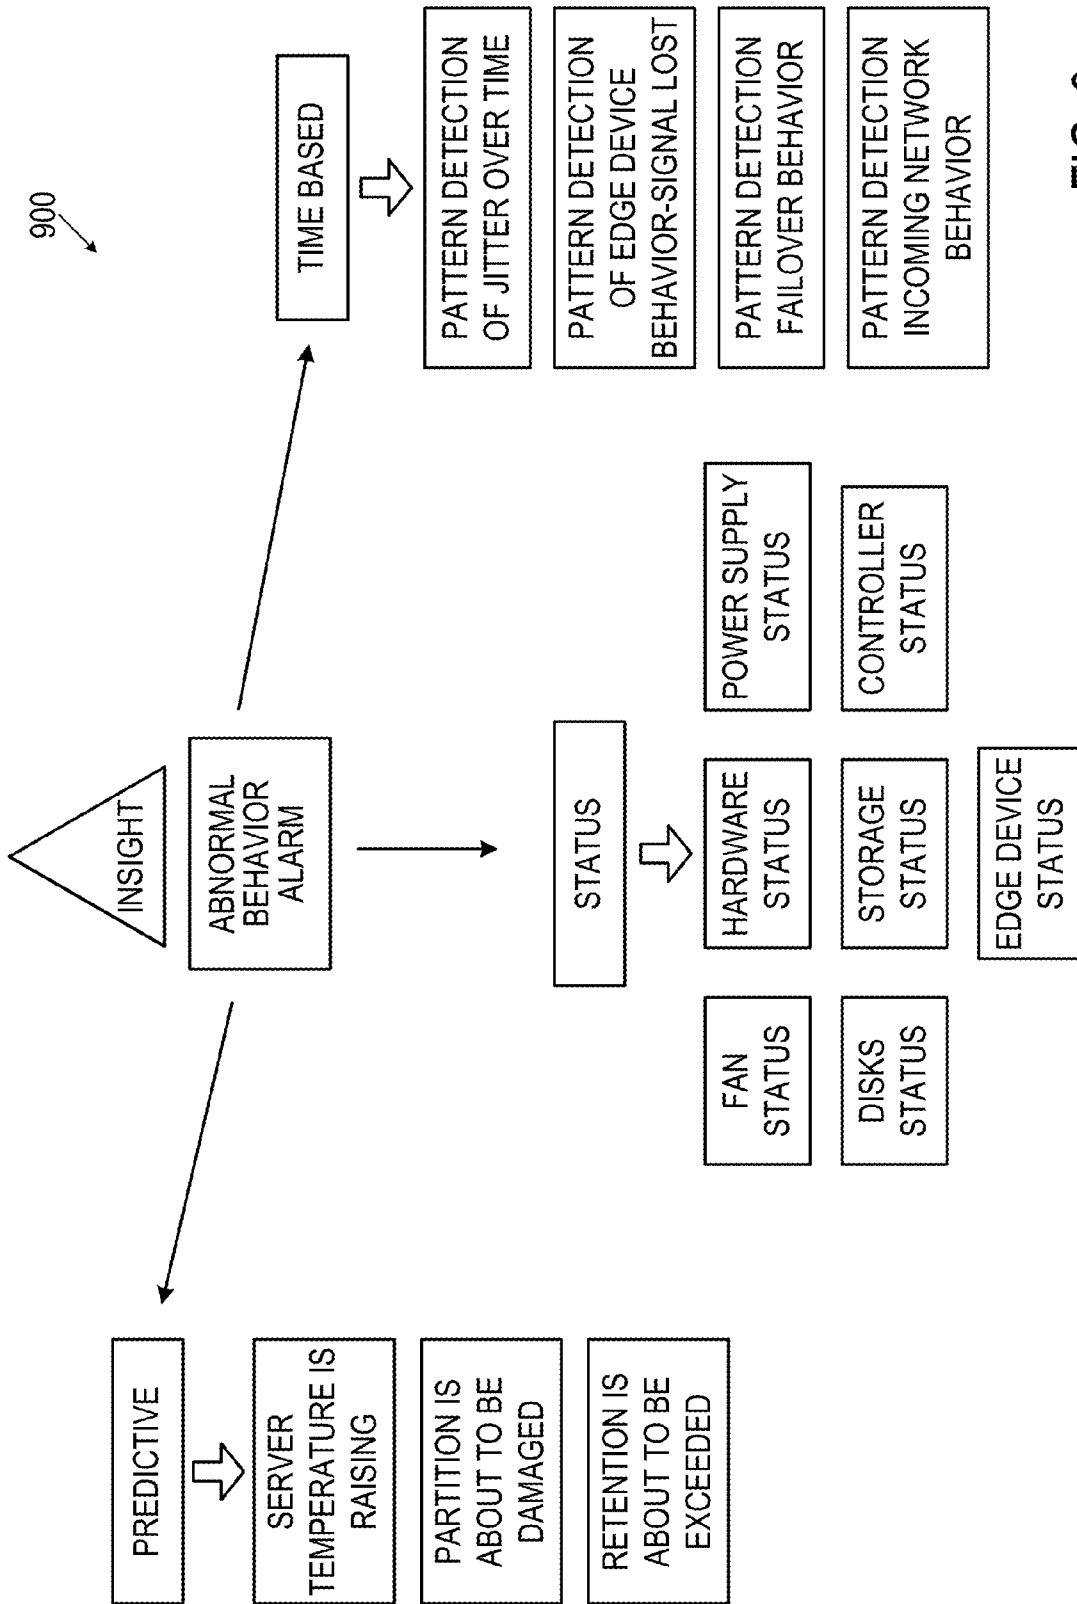 900
INSIGHT
ABNORMAL
BEHAVIOR
ALARM
PREDICTIVE
SERVER
TEMPERATURE IS
RAISING
PARTITION IS
ABOUT TO BE
DAMAGED
RETENTION IS
ABOUT TO BE
EXCEEDED
STATUS
FAN
STATUS
HARDWARE
STATUS
POWER SUPPLY
STATUS
DISKS
STATUS
STORAGE
STATUS
CONTROLLER
STATUS
EDGE DEVICE
STATUS
TIME BASED
PATTERN DETECTION
OF JITTER OVER TIME
PATTERN DETECTION
OF EDGE DEVICE
BEHAVIOR-SIGNAL LOST
PATTERN DETECTION
FAILOVER BEHAVIOR
PATTERN DETECTION
INCOMING NETWORK
BEHAVIOR